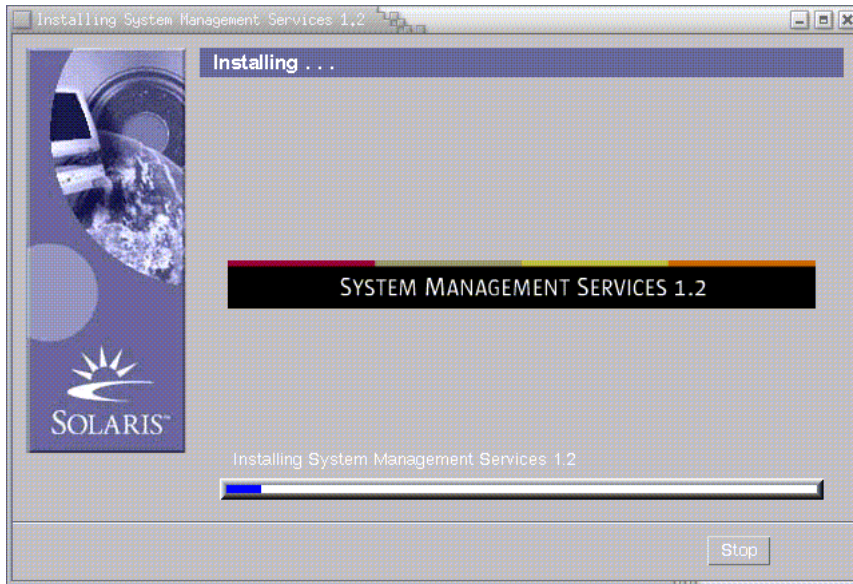 Installing System Management Services 1.2
Installing . . .
SYSTEM MANAGEMENT SERVICES 1.2
SOLARIS™
Installing System Management Services 1.2
Stop